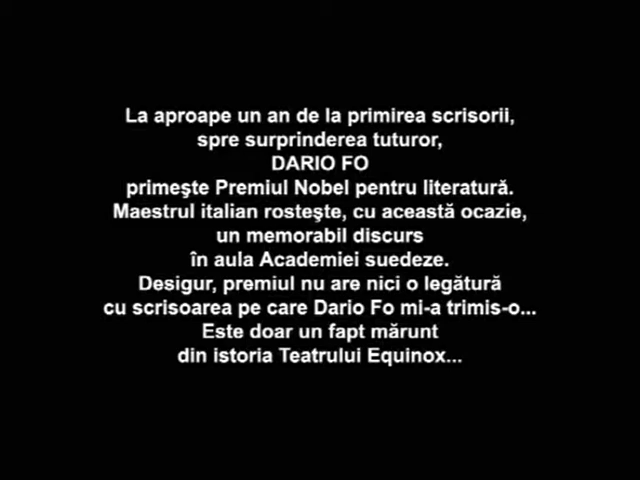 La aproape un an de la primirea scrisorii,
spre surprinderea tuturor,
DARIO FO
primeşte Premiul Nobel pentru literatură.
Maestrul italian rosteşte, cu această ocazie,
un memorabil discurs
în aula Academiei suedeze.
Desigur, premiul nu are nici o legătură
cu scrisoarea pe care Dario Fo mi-a trimis-o...
Este doar un fapt mărunt
din istoria Teatrului Equinox...